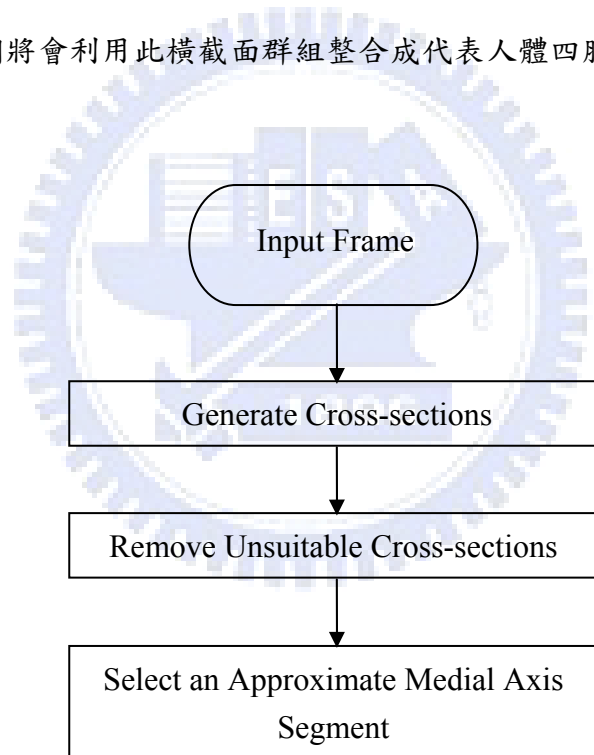 將會利用此橫截面群組整合成代表人體四
Input Frame
Generate Cross-sections
Remove Unsuitable Cross-sections
Select an Approximate Medial Axis
Segment